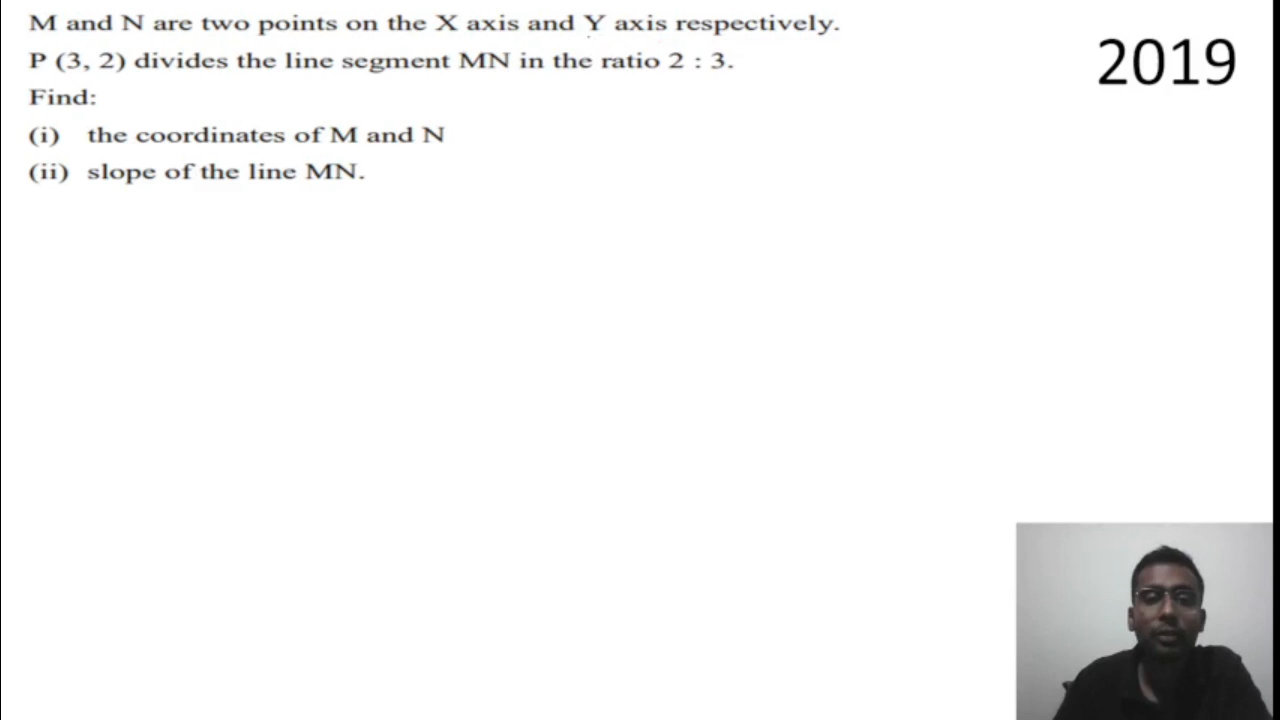 M and N are two points on the X axis and Y axis respectively.
P (3, 2) divides the line segment MN in the ratio 2 : 3.
Find:
(i) the coordinates of M and N
(ii) slope of the line MN.
2019